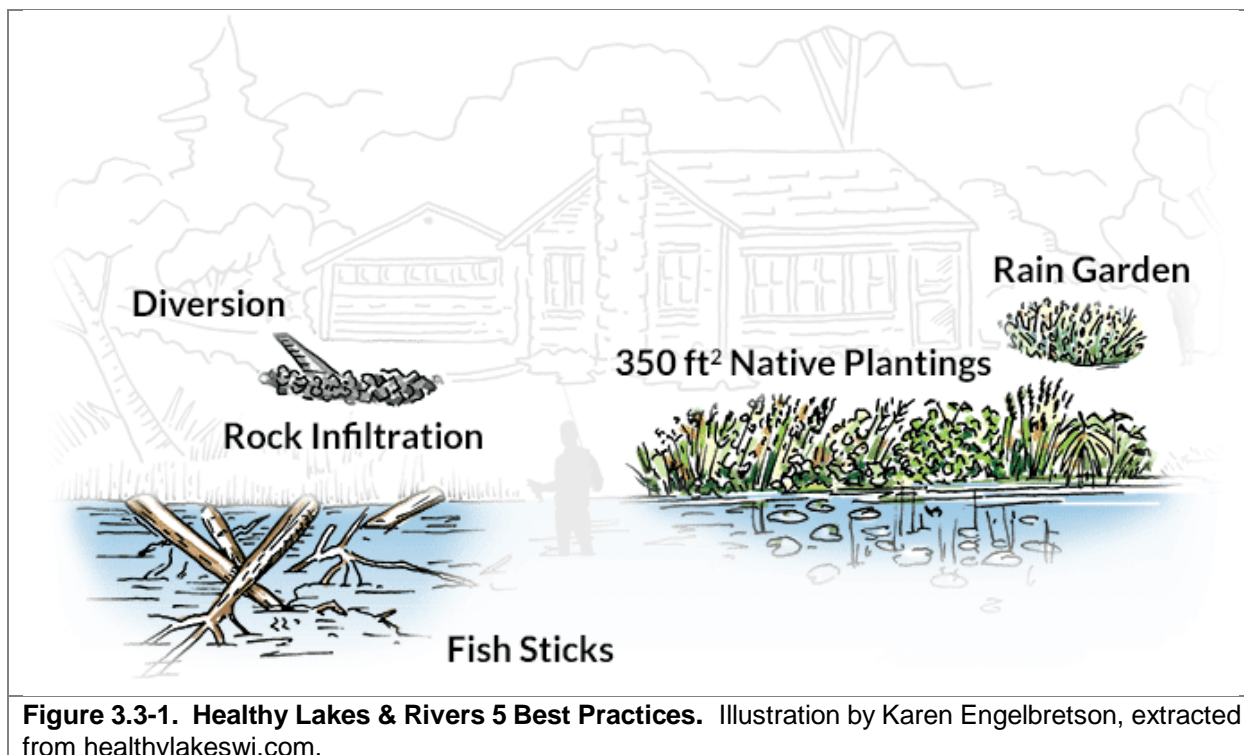 Rain Garden
Diversion
350 ft² Native Plantings
Rock Infiltration
Fish Sticks
Figure 3.3-1. Healthy Lakes & Rivers 5 Best Practices. Illustration by Karen Engelbretson, extracted
from healthylakeswi.com.